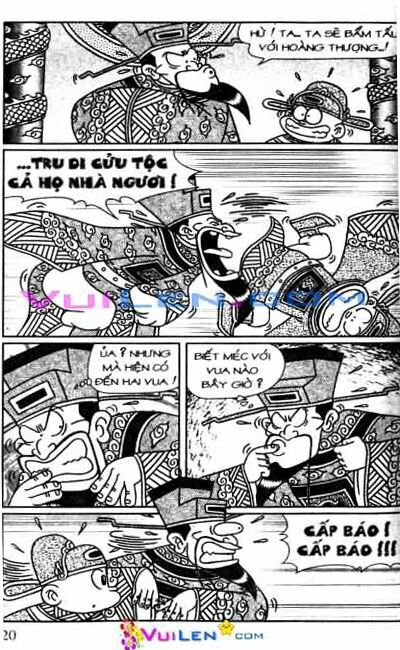 HỪ! TA... TA SẼ BẨM TẤU
VỚI HOÀNG THƯỢNG...!
...TRU DI CỬU TỘC
CẢ HỌ NHÀ NGƯƠI!
VUILEN.COM
ỦA? NHƯNG
MÀ HIỆN CÓ
ĐẾN HAI VUA!
BIẾT MÉC VỚI
VUA NÀO
BÂY GIỜ?
CẤP BÁO!
CẤP BÁO!!!
20
VUILEN.COM